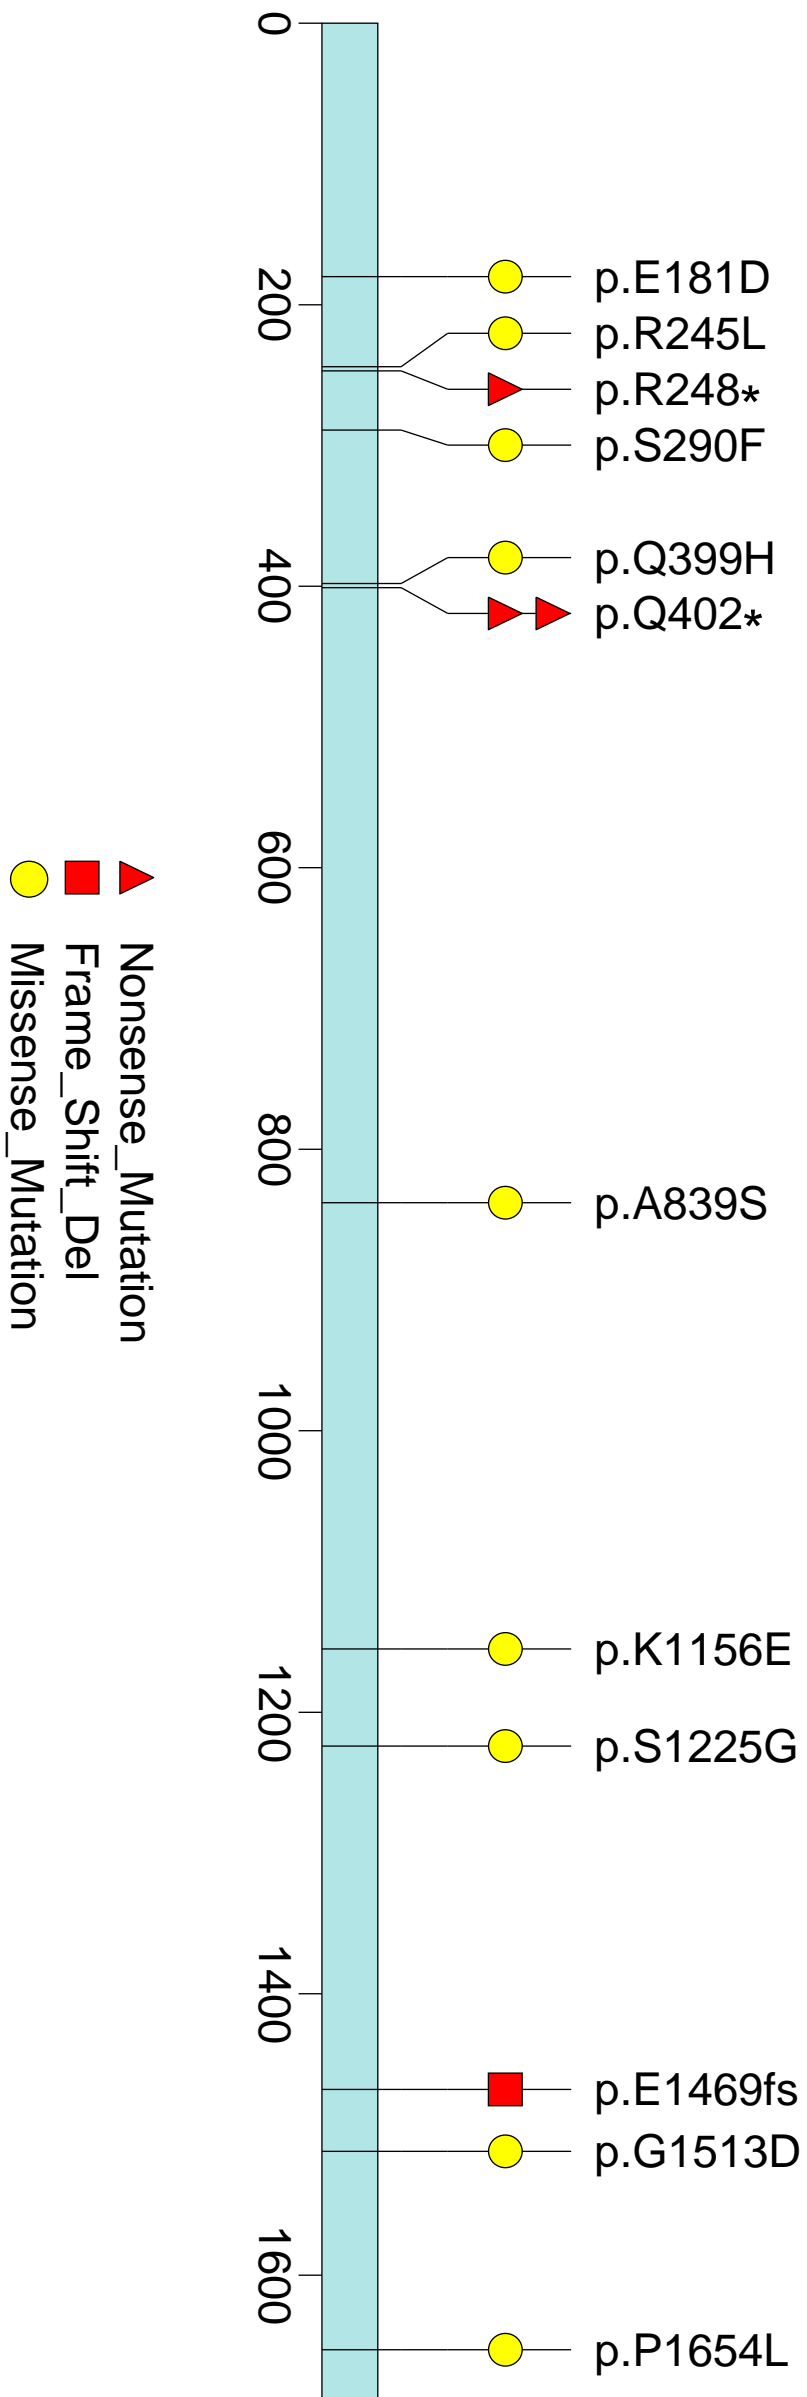 p.E181D
p.R245L
p.R248*
p.S290F
p.Q399H
p.Q402*
p.A839S
p.K1156E
p.S1225G
p.E1469fs
p.G1513D
p.P1654L
0
200
400
600
800
1000
1200
1400
1600
Nonsense_Mutation
Frame_Shift_Del
Missense_Mutation